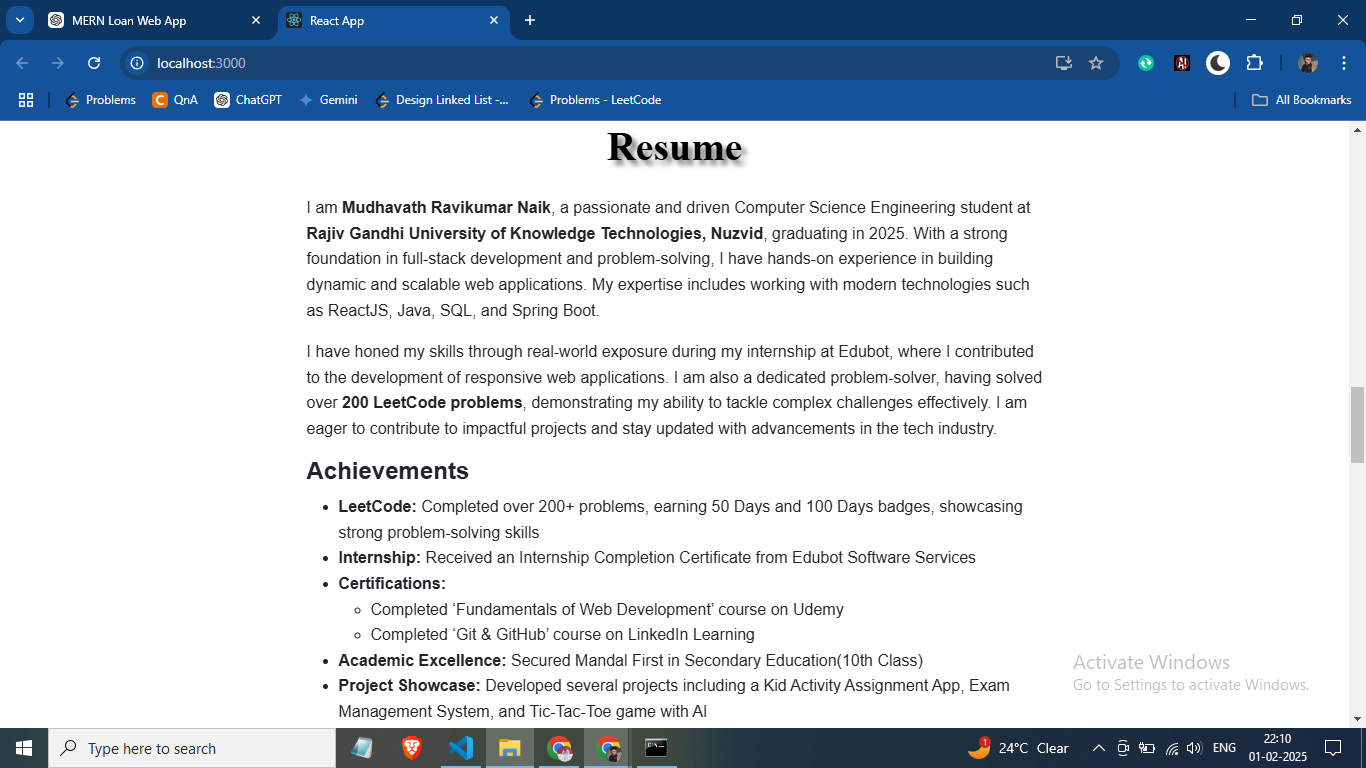 MERN Loan Web App
React App
localhost:3000
Problems
QnA
ChatGPT
Gemini
Design Linked List -...
Problems - LeetCode
All Bookmarks
Resume
I am Mudhavath Ravikumar Naik, a passionate and driven Computer Science Engineering student at
Rajiv Gandhi University of Knowledge Technologies, Nuzvid, graduating in 2025. With a strong
foundation in full-stack development and problem-solving, I have hands-on experience in building
dynamic and scalable web applications. My expertise includes working with modern technologies such
as ReactJS, Java, SQL, and Spring Boot.
I have honed my skills through real-world exposure during my internship at Edubot, where I contributed
to the development of responsive web applications. I am also a dedicated problem-solver, having solved
over 200 LeetCode problems, demonstrating my ability to tackle complex challenges effectively. I am
eager to contribute to impactful projects and stay updated with advancements in the tech industry.
Achievements
• LeetCode: Completed over 200+ problems, earning 50 Days and 100 Days badges, showcasing
strong problem-solving skills
• Internship: Received an Internship Completion Certificate from Edubot Software Services
• Certifications:
◦ Completed ‘Fundamentals of Web Development’ course on Udemy
◦ Completed ‘Git & GitHub’ course on LinkedIn Learning
• Academic Excellence: Secured Mandal First in Secondary Education(10th Class)
• Project Showcase: Developed several projects including a Kid Activity Assignment App, Exam
Management System, and Tic-Tac-Toe game with AI
Activate Windows
Go to Settings to activate Windows.
Type here to search
1
24°C Clear
ENG
22:10
01-02-2025